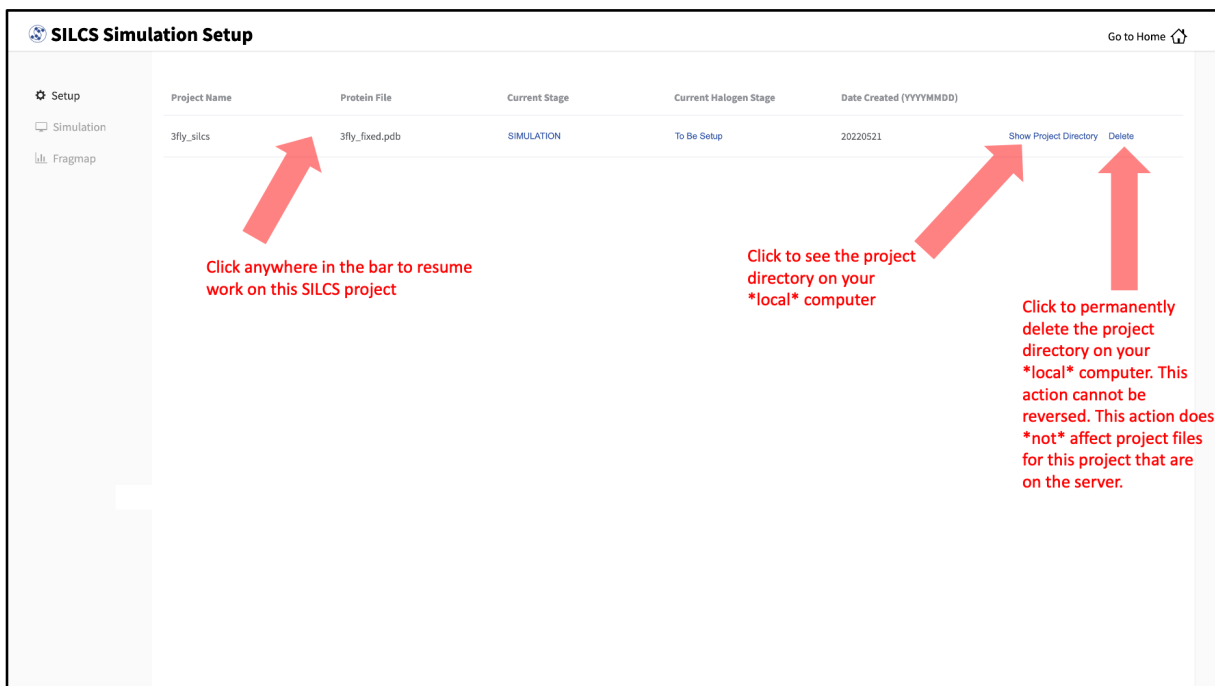 SILCS Simulation Setup
Go to Home
Setup
Simulation
Fragmap
Project Name Protein File Current Stage Current Halogen Stage Date Created (YYYYMMDD)
3fly_silcs 3fly_fixed.pdb SIMULATION To Be Setup 20220521 Show Project Directory Delete
Click anywhere in the bar to resume
work on this SILCS project
Click to see the project
directory on your
*local* computer
Click to permanently
delete the project
directory on your
*local* computer. This
action cannot be
reversed. This action does
*not* affect project files
for this project that are
on the server.